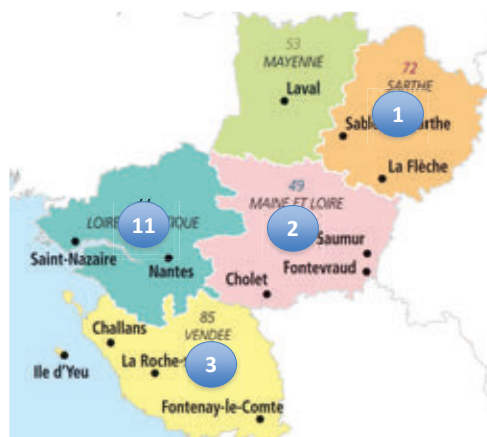 53
MAYENNE
Laval
72
SARTHE
1
La Flèche
49
MAINE ET LOIRE
2
Saumur
Fontevraud
Cholet
11
Saint-Nazaire
Nantes
85
VENDEE
Challans
La Roche
3
Ile d'Yeu
Fontenay-le-Comte